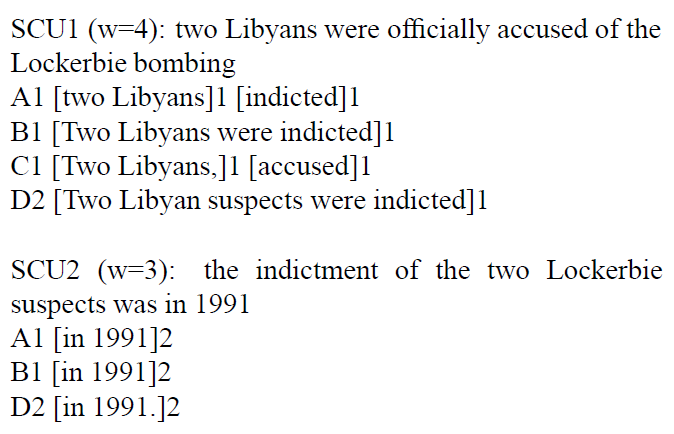 SCU1 (w=4): two Libyans were officially accused of the
Lockerbie bombing
A1 [two Libyans]1 [indicted]1
B1 [Two Libyans were indicted]1
C1 [Two Libyans,]1 [accused]1
D2 [Two Libyan suspects were indicted]1
SCU2 (w=3): the indictment of the two Lockerbie
suspects was in 1991
A1 [in 1991]2
B1 [in 1991]2
D2 [in 1991.]2